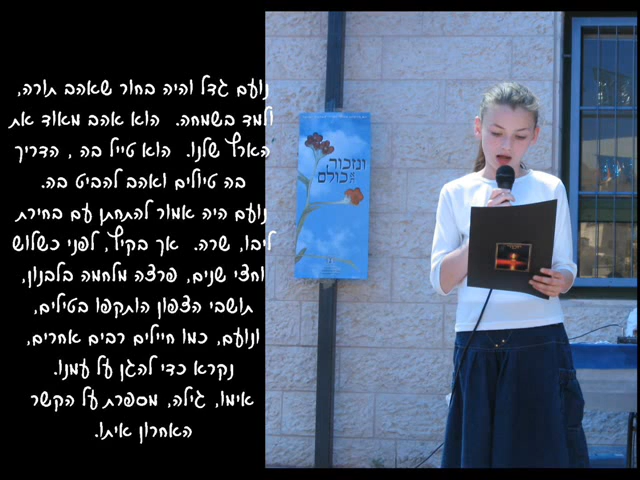 נועם גדל והיה בחור שאהב תורה,
ולמד בשמחה. הוא אהב מאוד את
הארץ שלנו. הוא טייל בה, הדריך
בה טיולים ואהב להביט בה.
נועם היה אמור להתחתן עם בחירת
ליבו, שרה. אך בקיץ, לפני כשלוש
וחצי שנים, פרצה מלחמה בלבנון,
תושבי הצפון הותקפו בטילים,
ונועם, כמו חיילים רבים אחרים,
נקרא כדי להגן על עמנו.
אימו, גילה, מספרת על הקשר
האחרון איתו.
ונזכור
את
כולם